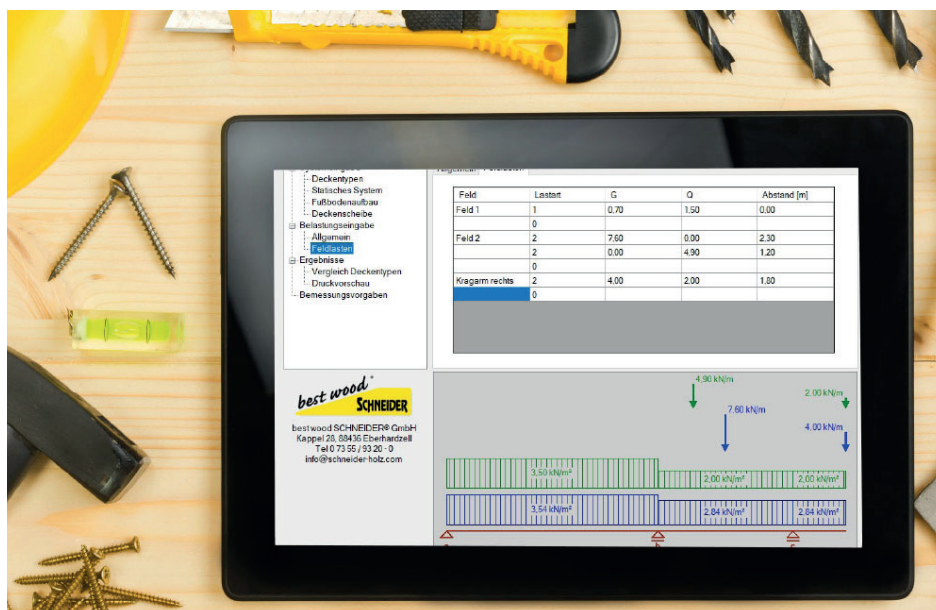 Deckentypen
Statisches System
Fußbodenaufbau
Deckenscheibe
Belastungseingabe
Allgemein
Feldlasten
Ergebnisse
Vergleich Deckentypen
Druckvorschau
Bemessungsvorgaben
Feld Lastart G Q Abstand [m]
Feld 1 1 0,70 1,50 0,00
0
Feld 2 2 7,60 0,00 2,30
2 0,00 4,90 1,20
0
Kragarm rechts 2 4,00 2,00 1,80
0
best wood
SCHNEIDER
bestwood SCHNEIDER® GmbH
Kappel 28, 88436 Eberhardzell
Tel 0 73 55 / 93 20 - 0
info@schneider-holz.com
4,90 kN/m
2,00 kN/m
7,60 kN/m
4,00 kN/m
3,50 kN/m² 2,00 kN/m² 2,00 kN/m²
3,54 kN/m² 2,84 kN/m² 2,84 kN/m²